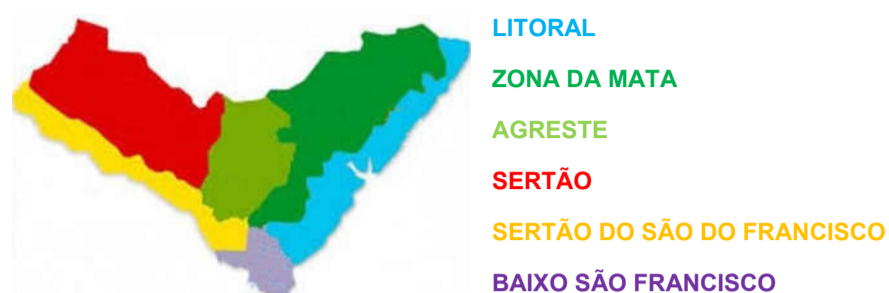 LITORAL
ZONA DA MATA
AGRESTE
SERTÃO
SERTÃO DO SÃO DO FRANCISCO
BAIXO SÃO FRANCISCO